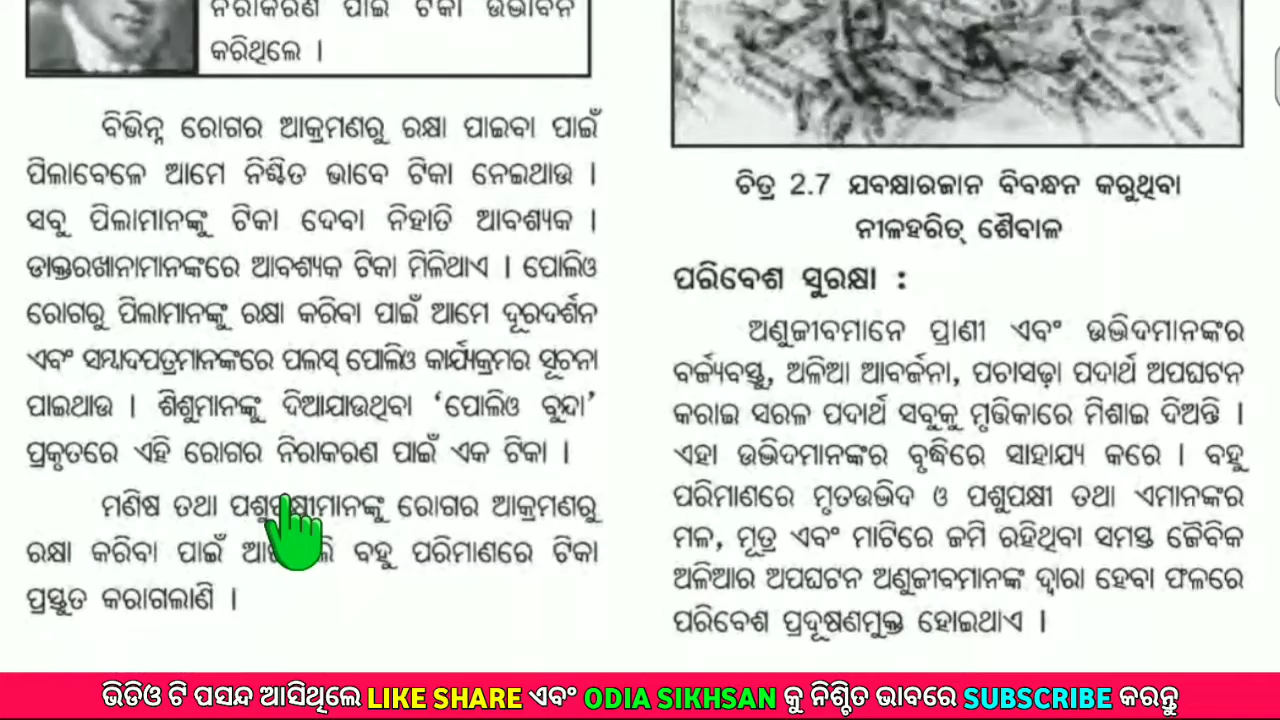 ନିରାକରଣ ପାଇଁ ଟିକା ଉଦ୍ଭାବନ
କରିଥିଲେ ।
ବିଭିନ୍ନ ରୋଗର ଆକ୍ରମଣରୁ ରକ୍ଷା ପାଇବା ପାଇଁ
ପିଲାବେଳେ ଆମେ ନିଶ୍ଚିତ ଭାବେ ଟିକା ନେଇଥାଉ ।
ସବୁ ପିଲାମାନଙ୍କୁ ଟିକା ଦେବା ନିହାତି ଆବଶ୍ୟକ ।
ଡାକ୍ତରଖାନାମାନଙ୍କରେ ଆବଶ୍ୟକ ଟିକା ମିଳିଥାଏ । ପୋଲିଓ
ରୋଗରୁ ପିଲାମାନଙ୍କୁ ରକ୍ଷା କରିବା ପାଇଁ ଆମେ ଦୂରଦର୍ଶନ
ଏବଂ ସମ୍ବାଦପତ୍ରମାନଙ୍କରେ ପଲସ୍ ପୋଲିଓ କାର୍ଯ୍ୟକ୍ରମର ସୂଚନା
ପାଇଥାଉ । ଶିଶୁମାନଙ୍କୁ ଦିଆଯାଉଥିବା ‘ପୋଲିଓ ବୁନ୍ଦା’
ପ୍ରକୃତରେ ଏହି ରୋଗର ନିରାକରଣ ପାଇଁ ଏକ ଟିକା ।
ମଣିଷ ତଥା ପଶୁପକ୍ଷୀମାନଙ୍କୁ ରୋଗର ଆକ୍ରମଣରୁ
ରକ୍ଷା କରିବା ପାଇଁ ବହୁ ପରିମାଣରେ ଟିକା
ପ୍ରସ୍ତୁତ କରାଗଲାଣି ।
ଚିତ୍ର 2.7 ଯବକ୍ଷାରଜାନ ବିବନ୍ଧନ କରୁଥିବା
ନୀଳହରିତ୍ ଶୈବାଳ
ପରିବେଶ ସୁରକ୍ଷା :
ଅଣୁଜୀବମାନେ ପ୍ରାଣୀ ଏବଂ ଉଦ୍ଭିଦମାନଙ୍କର
ବର୍ଜ୍ୟବସ୍ତୁ, ଅଳିଆ ଆବର୍ଜନା, ପଚାସଢ଼ା ପଦାର୍ଥ ଅପଘଟନ
କରାଇ ସରଳ ପଦାର୍ଥ ସବୁକୁ ମୃତ୍ତିକାରେ ମିଶାଇ ଦିଅନ୍ତି ।
ଏହା ଉଦ୍ଭିଦମାନଙ୍କର ବୃଦ୍ଧିରେ ସାହାଯ୍ୟ କରେ । ବହୁ
ପରିମାଣରେ ମୃତଉଦ୍ଭିଦ ଓ ପଶୁପକ୍ଷୀ ତଥା ଏମାନଙ୍କର
ମଳ, ମୂତ୍ର ଏବଂ ମାଟିରେ ଜମି ରହିଥିବା ସମସ୍ତ ଜୈବିକ
ଅଳିଆର ଅପଘଟନ ଅଣୁଜୀବମାନଙ୍କ ଦ୍ୱାରା ହେବା ଫଳରେ
ପରିବେଶ ପ୍ରଦୂଷଣମୁକ୍ତ ହୋଇଥାଏ ।
ଭିଡିଓ ଟି ପସନ୍ଦ ଆସିଥିଲେ LIKE SHARE ଏବଂ ODIA SIKHSAN କୁ ନିଶ୍ଚିତ ଭାବରେ SUBSCRIBE କରନ୍ତୁ